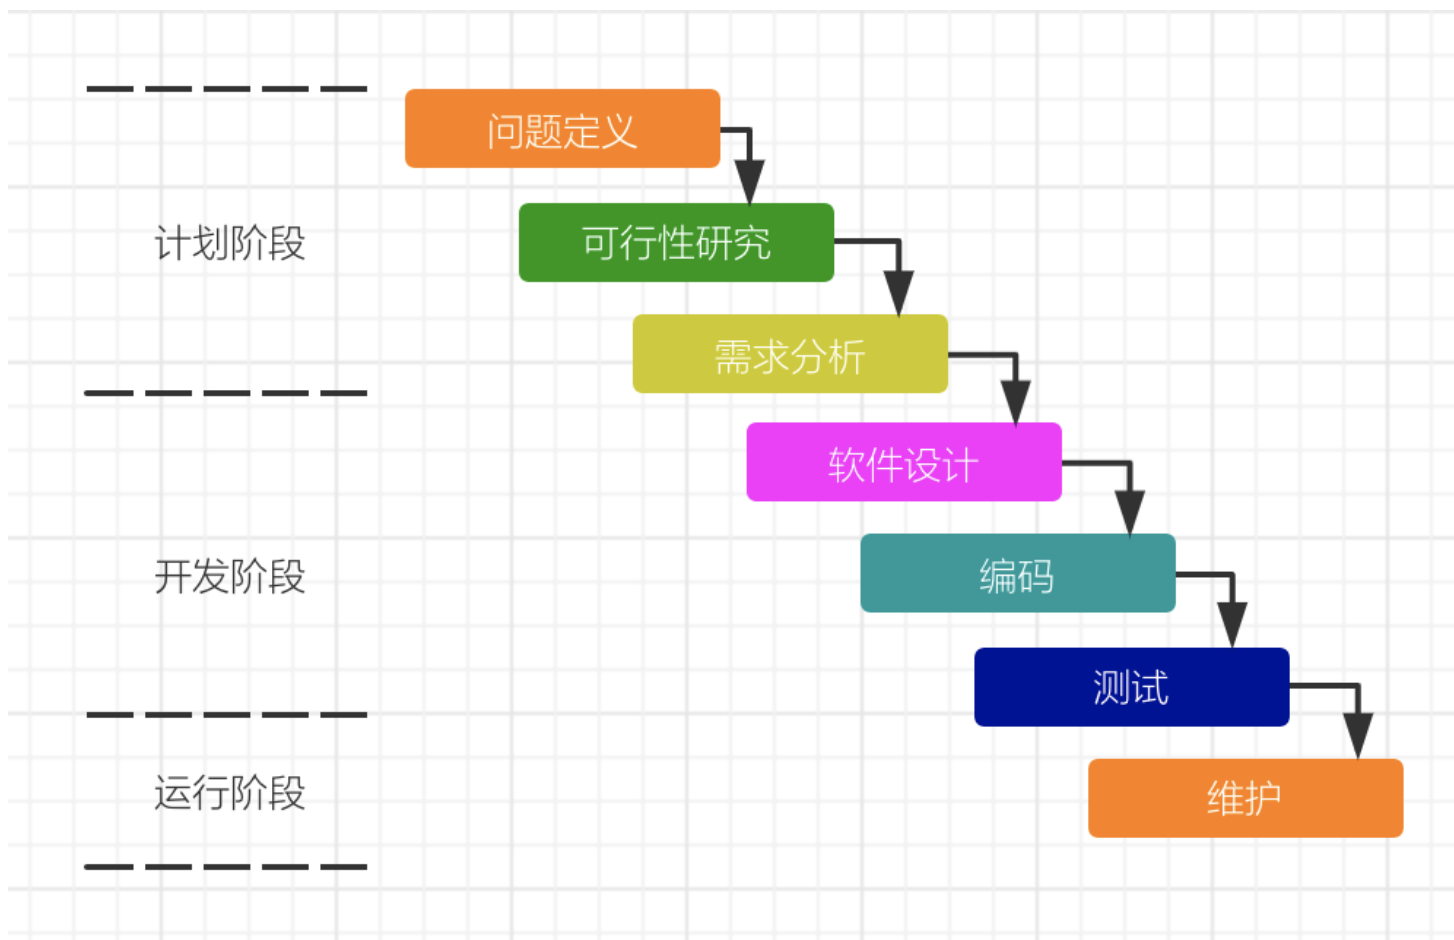 问题定义
计划阶段
可行性研究
需求分析
软件设计
开发阶段
编码
测试
运行阶段
维护